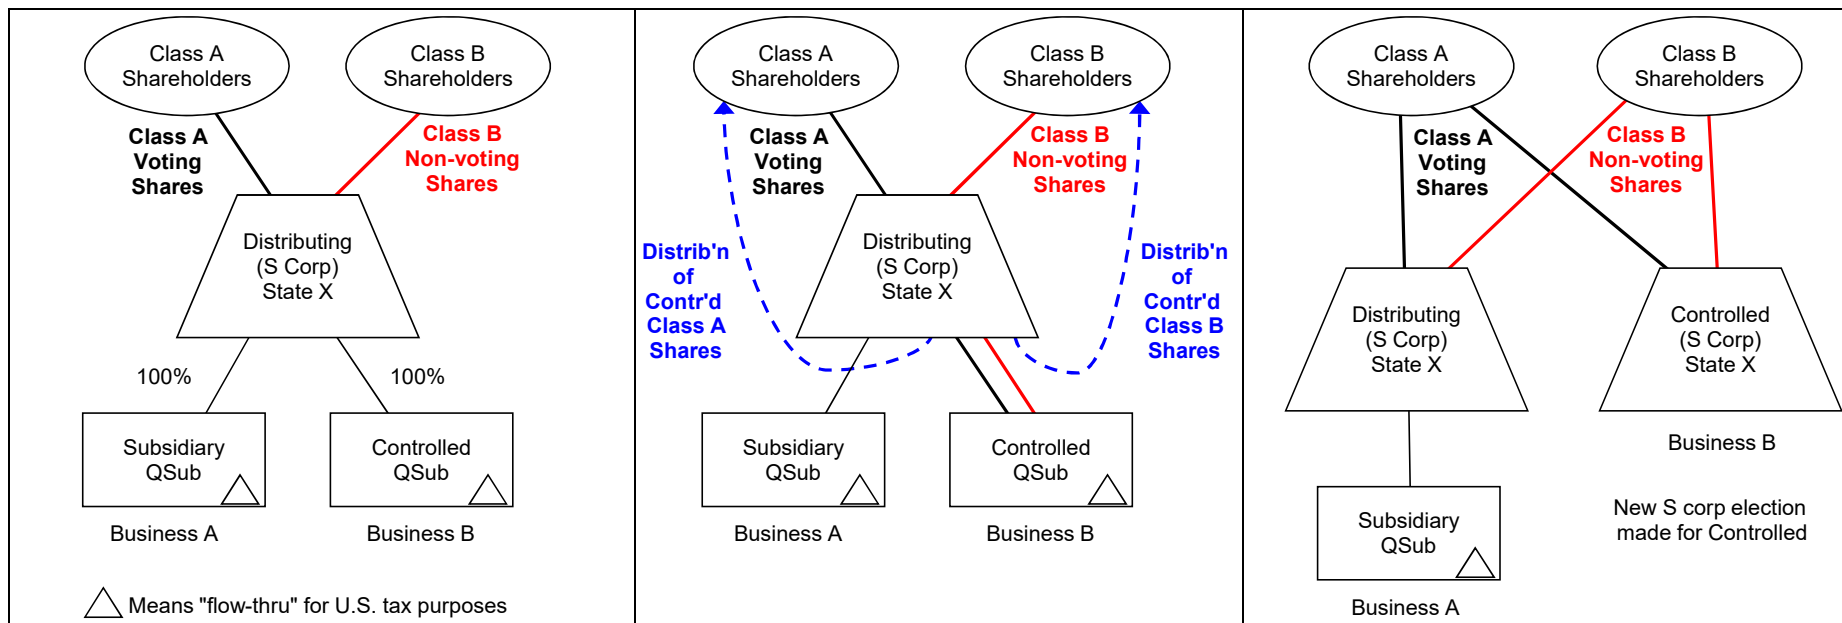 Class A
Shareholders
Class B
Shareholders
Class A
Voting
Shares
Class B
Non-voting
Shares
Distributing
(S Corp)
State X
100%
100%
Subsidiary
QSub
Controlled
QSub
Business A
Business B
Means "flow-thru" for U.S. tax purposes
Class A
Shareholders
Class B
Shareholders
Class A
Voting
Shares
Class B
Non-voting
Shares
Distrib'n
of
Contr'd
Class A
Shares
Distributing
(S Corp)
State X
Distrib'n
of
Contr'd
Class B
Shares
Subsidiary
QSub
Controlled
QSub
Business A
Business B
Class A
Shareholders
Class B
Shareholders
Class A
Voting
Shares
Class B
Non-voting
Shares
Distributing
(S Corp)
State X
Controlled
(S Corp)
State X
Business B
Subsidiary
QSub
New S corp election
made for Controlled
Business A